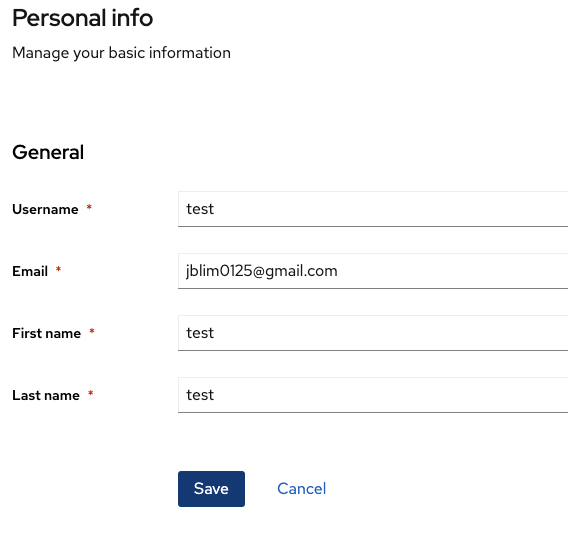 Personal info
Manage your basic information
General
Username * test
Email * jblim0125@gmail.com
First name * test
Last name * test
Save Cancel